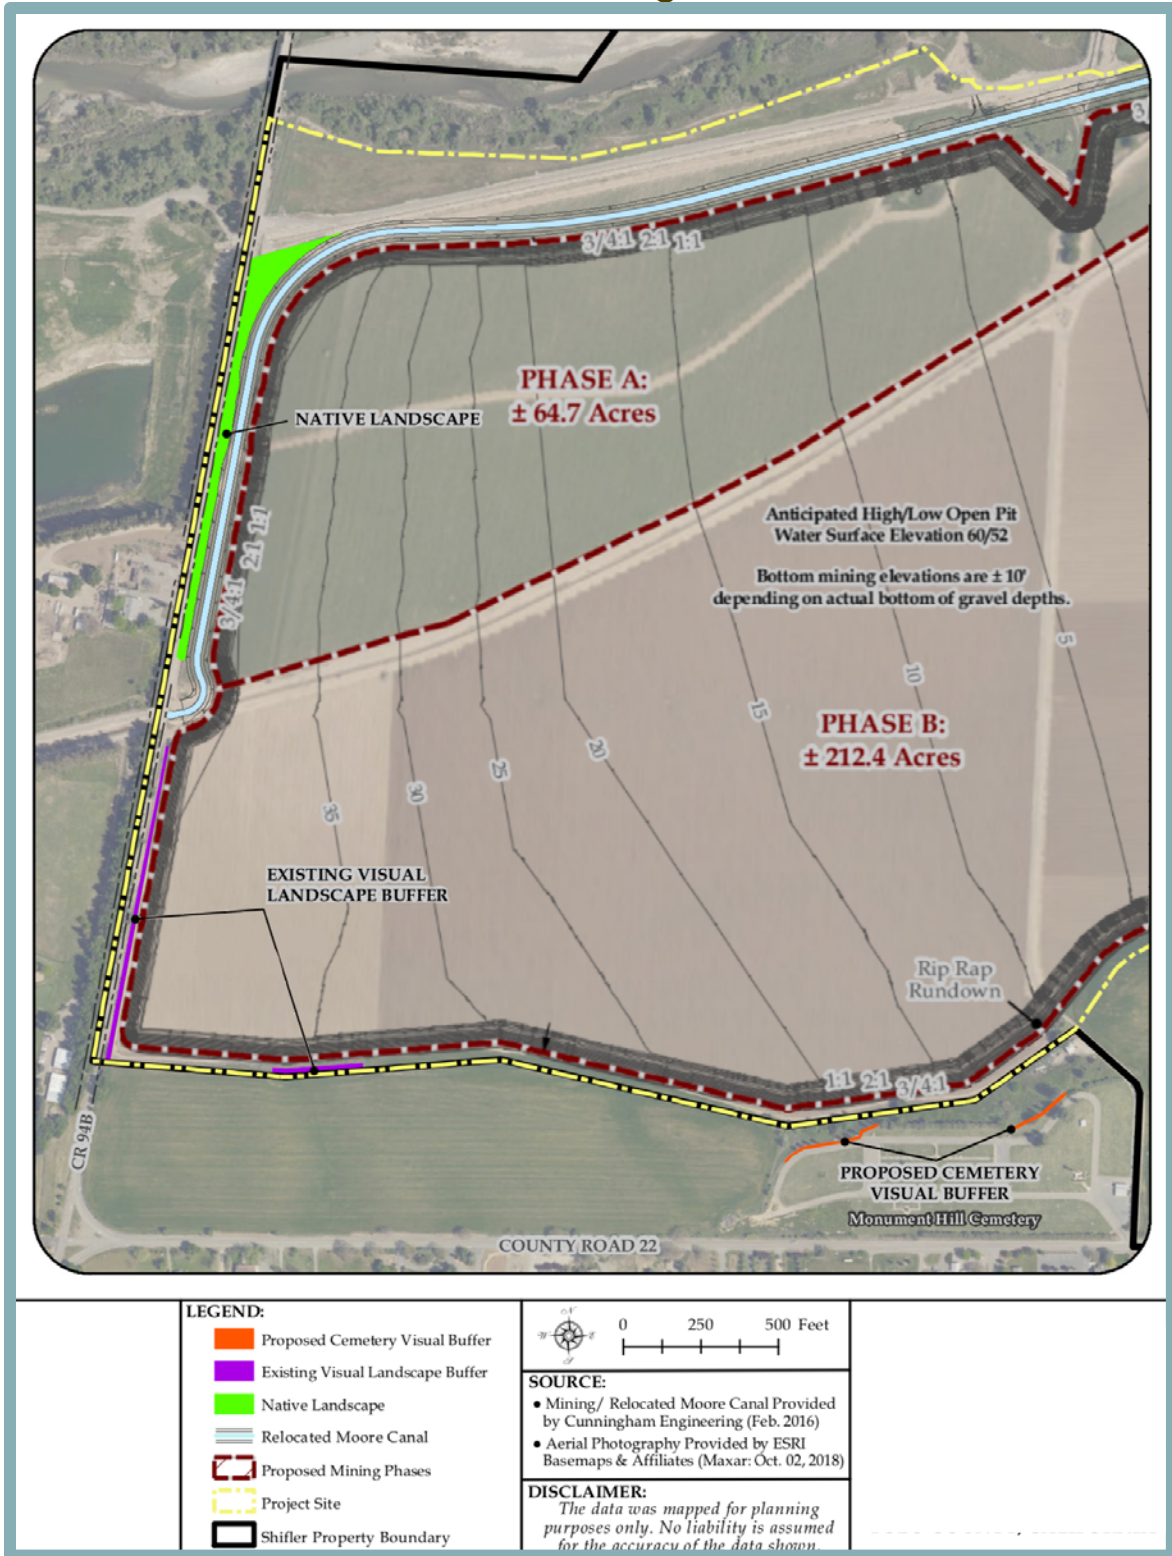 3/4:1 2:1 1:1
PHASE A:
± 64.7 Acres
NATIVE LANDSCAPE
3/4:1 2:1 1:1
Anticipated High/Low Open Pit
Water Surface Elevation 60/52
Bottom mining elevations are ± 10'
depending on actual bottom of gravel depths.
5
10
15
20
25
30
35
PHASE B:
± 212.4 Acres
EXISTING VISUAL
LANDSCAPE BUFFER
Rip Rap
Rundown
1:1 2:1 3/4:1
CR 94B
PROPOSED CEMETERY
VISUAL BUFFER
Monument Hill Cemetery
COUNTY ROAD 22
LEGEND:
Proposed Cemetery Visual Buffer
Existing Visual Landscape Buffer
Native Landscape
Relocated Moore Canal
Proposed Mining Phases
Project Site
Shifler Property Boundary
N
W E
S
0 250 500 Feet
SOURCE:
● Mining/ Relocated Moore Canal Provided
by Cunningham Engineering (Feb. 2016)
● Aerial Photography Provided by ESRI
Basemaps & Affiliates (Maxar: Oct. 02, 2018)
DISCLAIMER:
The data was mapped for planning
purposes only. No liability is assumed
for the accuracy of the data shown.